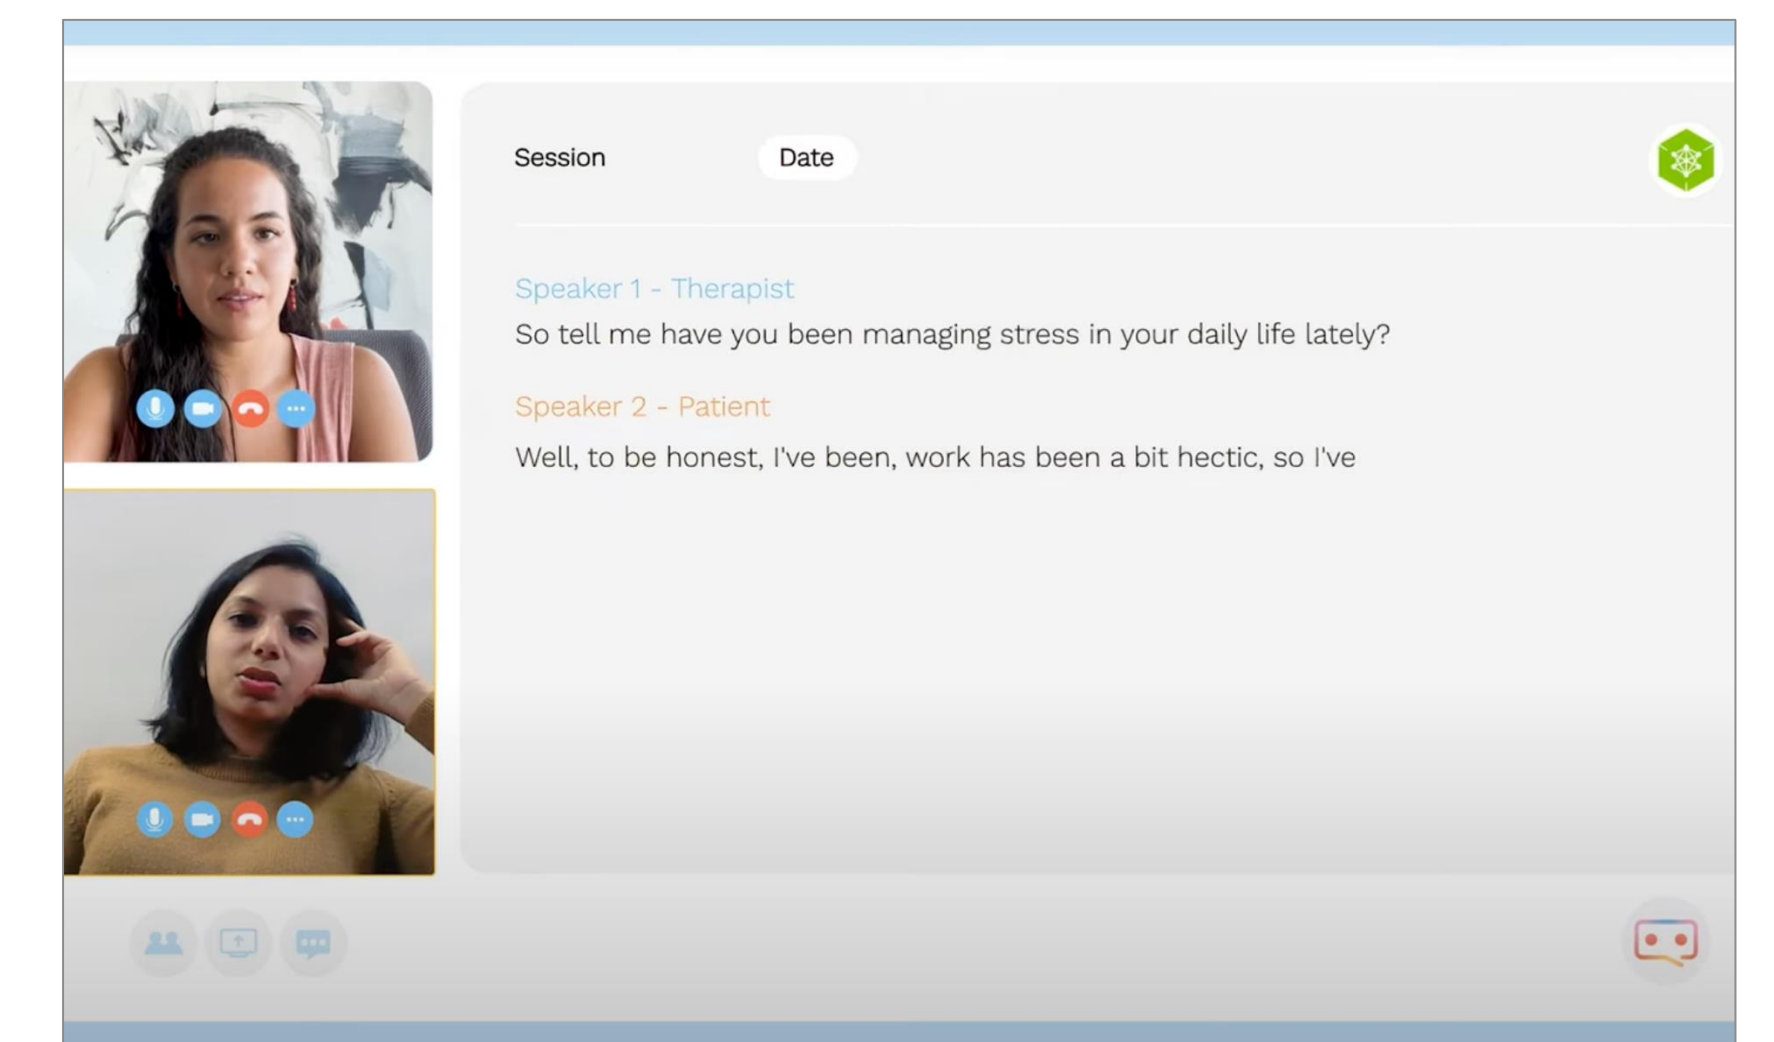 Session
Date
Speaker 1 - Therapist
So tell me have you been managing stress in your daily life lately?
Speaker 2 - Patient
Well, to be honest, I've been, work has been a bit hectic, so I've